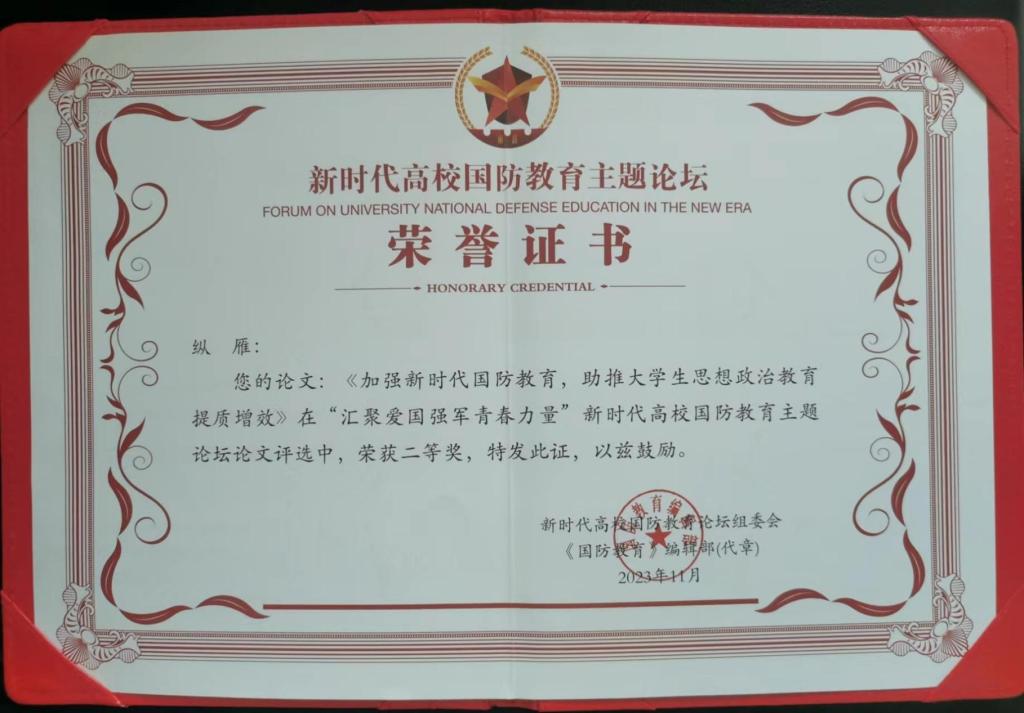 新时代高校国防教育主题论坛
FORUM ON UNIVERSITY NATIONAL DEFENSE EDUCATION IN THE NEW ERA
荣誉证书
HONORARY CREDENTIAL
纵 雁：
您的论文：《加强新时代国防教育，助推大学生思想政治教育
提质增效》在“汇聚爱国强军青春力量”新时代高校国防教育主题
论坛论文评选中，荣获二等奖，特发此证，以兹鼓励。
新时代高校国防教育论坛组委会
《国防教育》编辑部(代章)
2023年11月